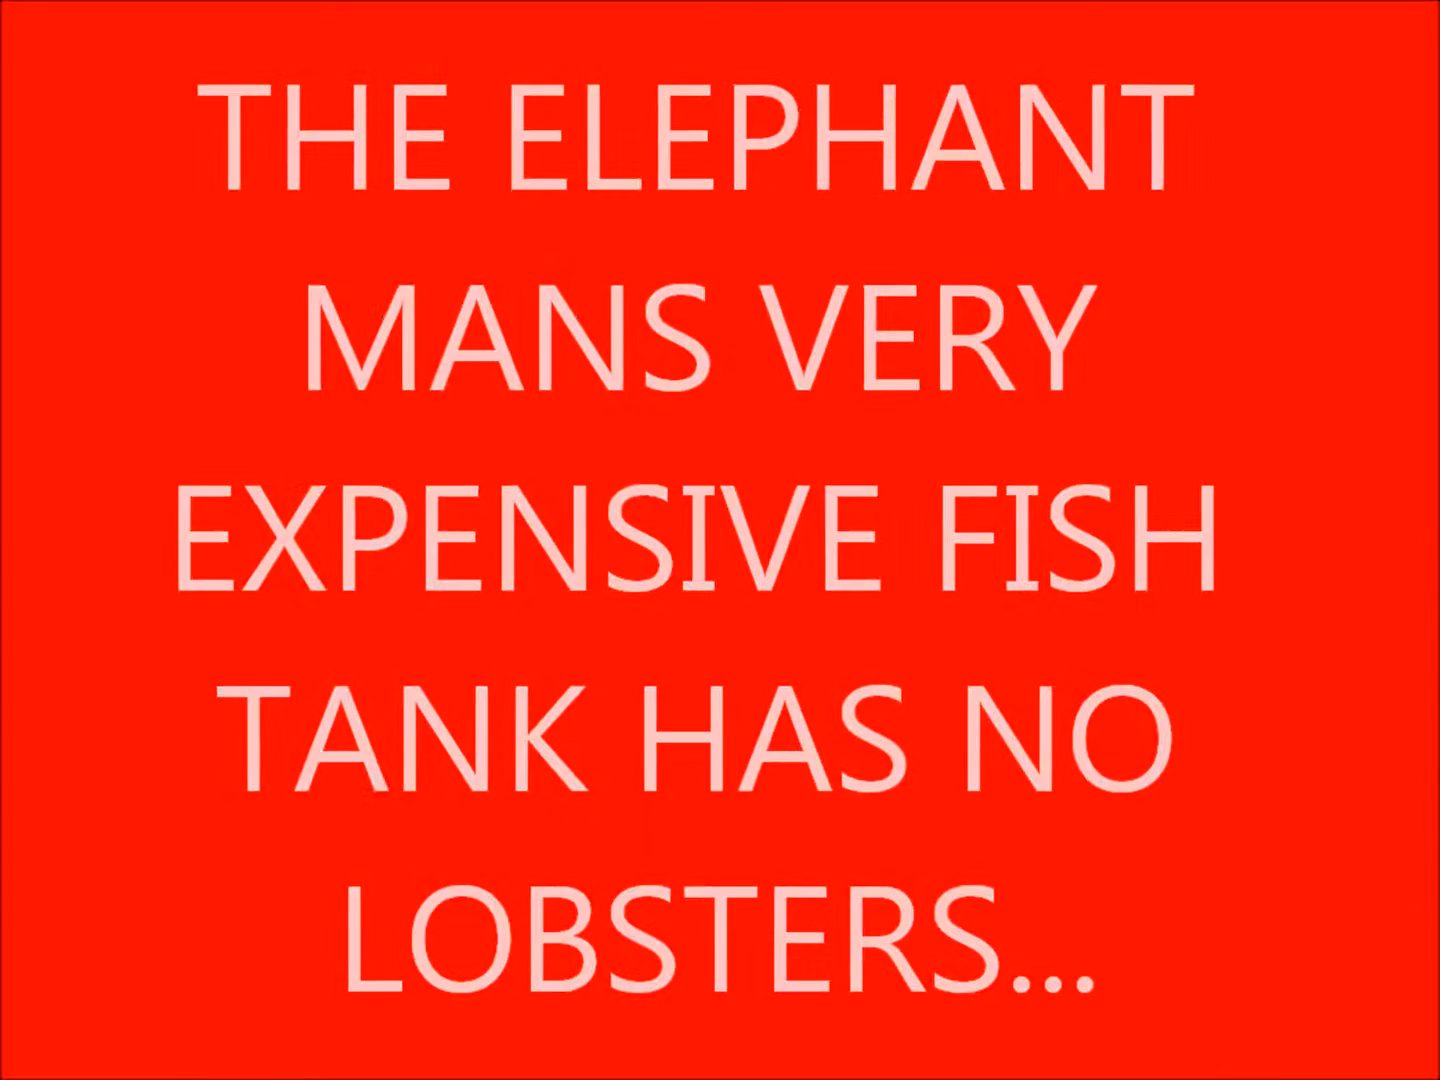 THE ELEPHANT
MANS VERY
EXPENSIVE FISH
TANK HAS NO
LOBSTERS...